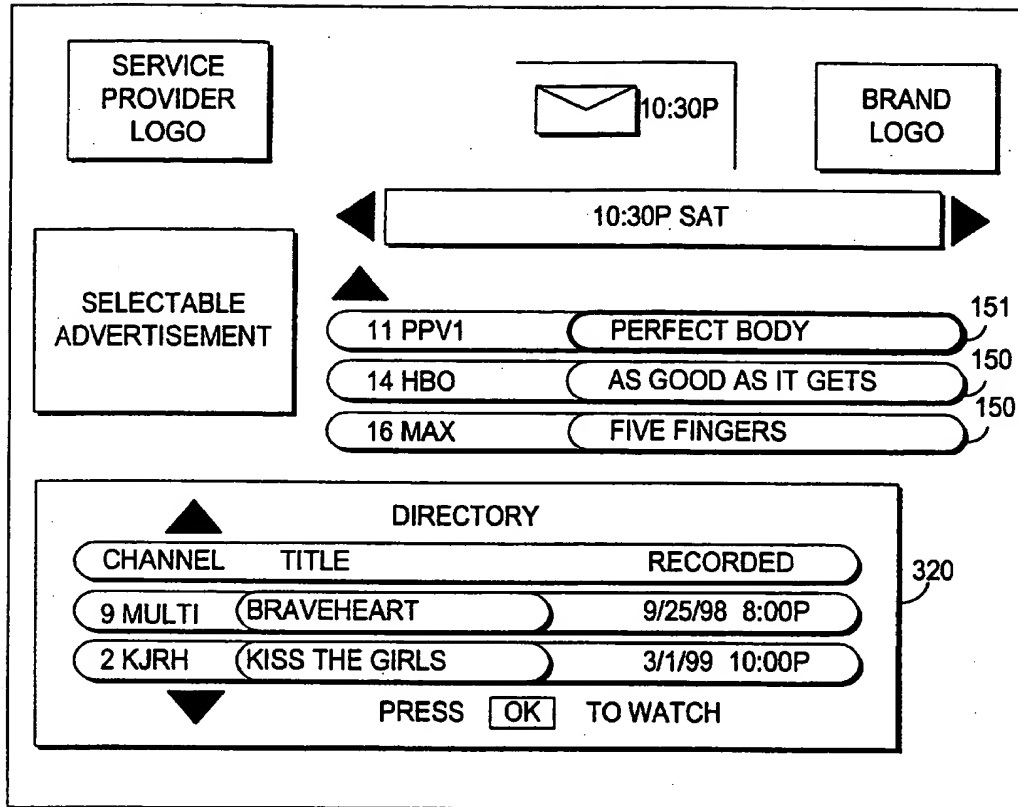 SERVICE
PROVIDER
LOGO
10:30P
BRAND
LOGO
10:30P SAT
SELECTABLE
ADVERTISEMENT
11 PPV1 PERFECT BODY 151
14 HBO AS GOOD AS IT GETS 150
16 MAX FIVE FINGERS 150
DIRECTORY
CHANNEL TITLE RECORDED
320
9 MULTI BRAVEHEART 9/25/98 8:00P
2 KJRH KISS THE GIRLS 3/1/99 10:00P
PRESS OK TO WATCH